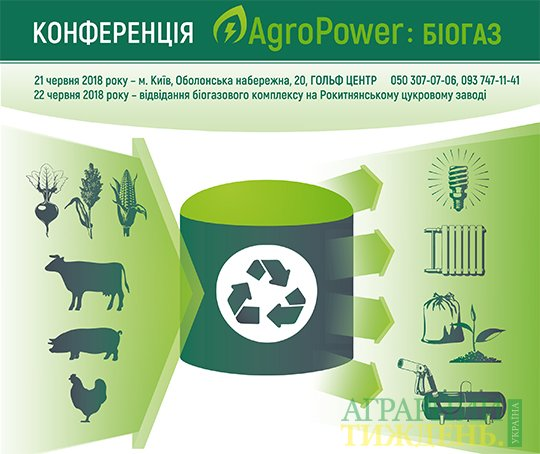 КОНФЕРЕНЦІЯ AgroPower: БІОГАЗ
21 червня 2018 року – м. Київ, Оболонська набережна, 20, ГОЛЬФ ЦЕНТР 050 307-07-06, 093 747-11-41
22 червня 2018 року – відвідання біогазового комплексу на Рокитнянському цукровому заводі
АГРАРНИЙ
ТИЖДЕНЬ.
УКРАЇНА